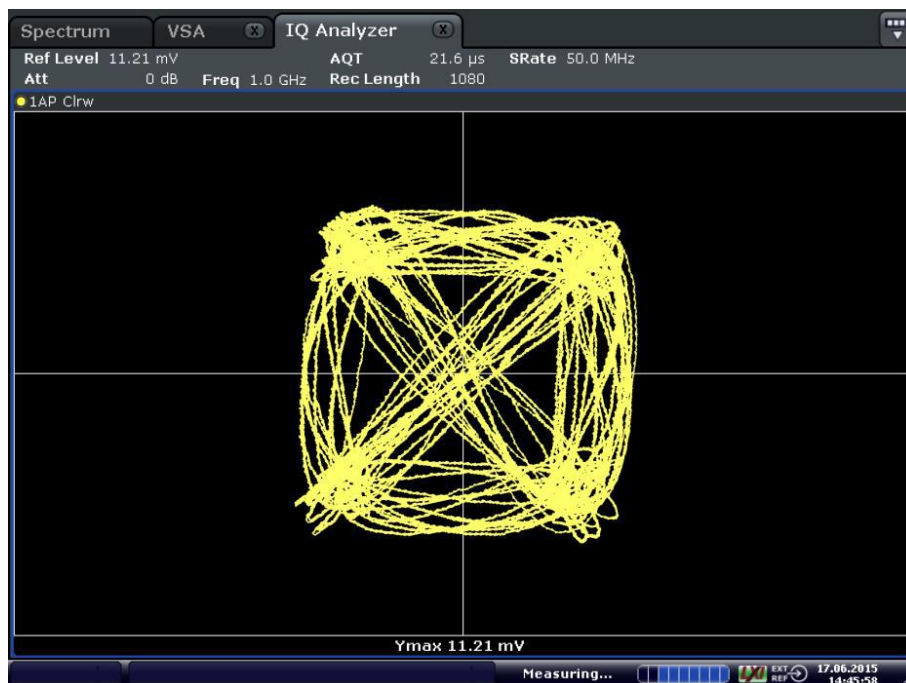 Spectrum VSA X IQ Analyzer X
Ref Level 11.21 mV AQT 21.6 µs SRate 50.0 MHz
Att 0 dB Freq 1.0 GHz Rec Length 1080
1AP Clrw
Ymax 11.21 mV
Measuring... LXI EXT REF 17.06.2015
14:45:58